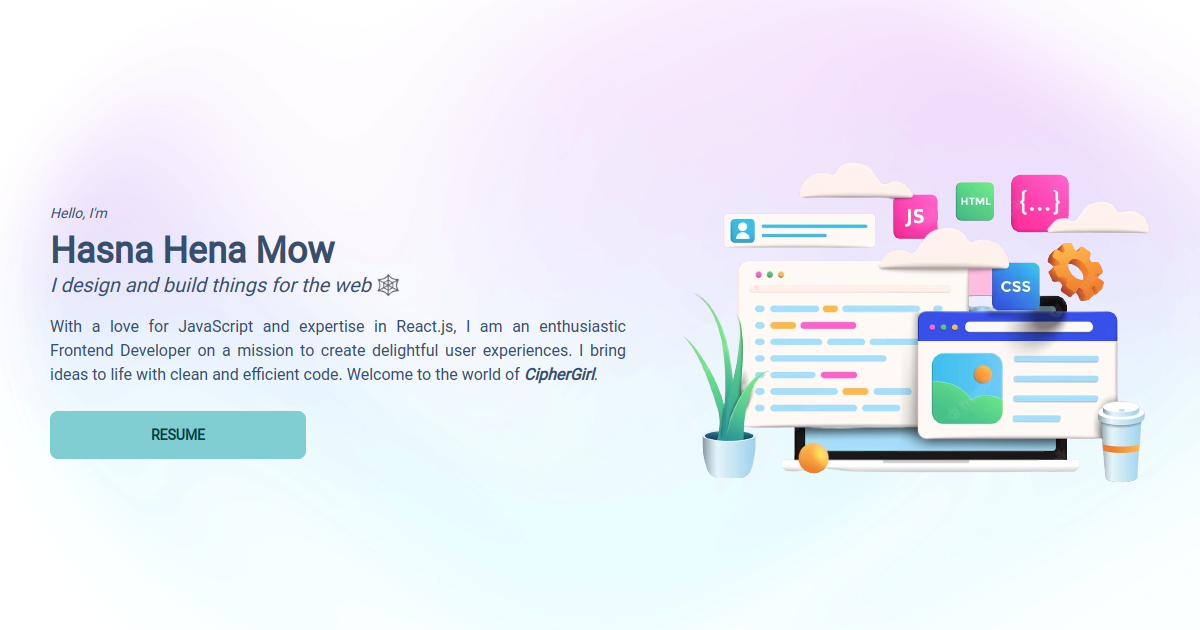 Hello, I'm
Hasna Hena Mow
I design and build things for the web 🕸
With a love for JavaScript and expertise in React.js, I am an enthusiastic
Frontend Developer on a mission to create delightful user experiences. I bring
ideas to life with clean and efficient code. Welcome to the world of CipherGirl.
RESUME
JS
HTML
{...}
CSS